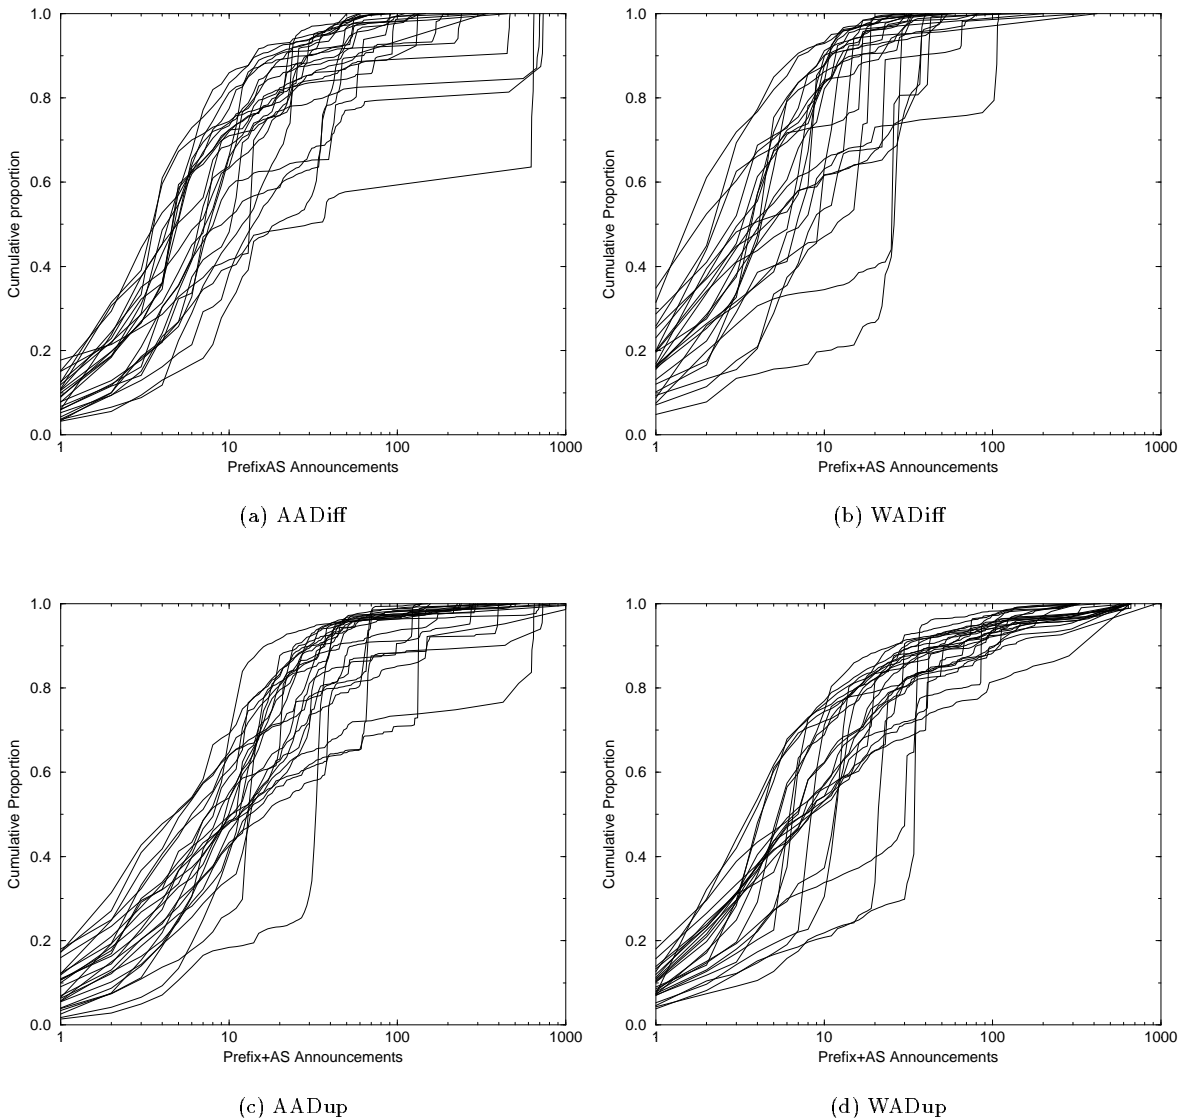 1.0
0.8
0.6
0.4
0.2
0.0
Cumulative proportion
1 10 100 1000
PrefixAS Announcements
(a) AADiff
1.0
0.8
0.6
0.4
0.2
0.0
Cumulative Proportion
1 10 100 1000
Prefix+AS Announcements
(b) WADiff
1.0
0.8
0.6
0.4
0.2
0.0
Cumulative Proportion
1 10 100 1000
Prefix+AS Announcements
(c) AADup
1.0
0.8
0.6
0.4
0.2
0.0
Cumulative Proportion
1 10 100 1000
Prefix+AS Announcements
(d) WADup